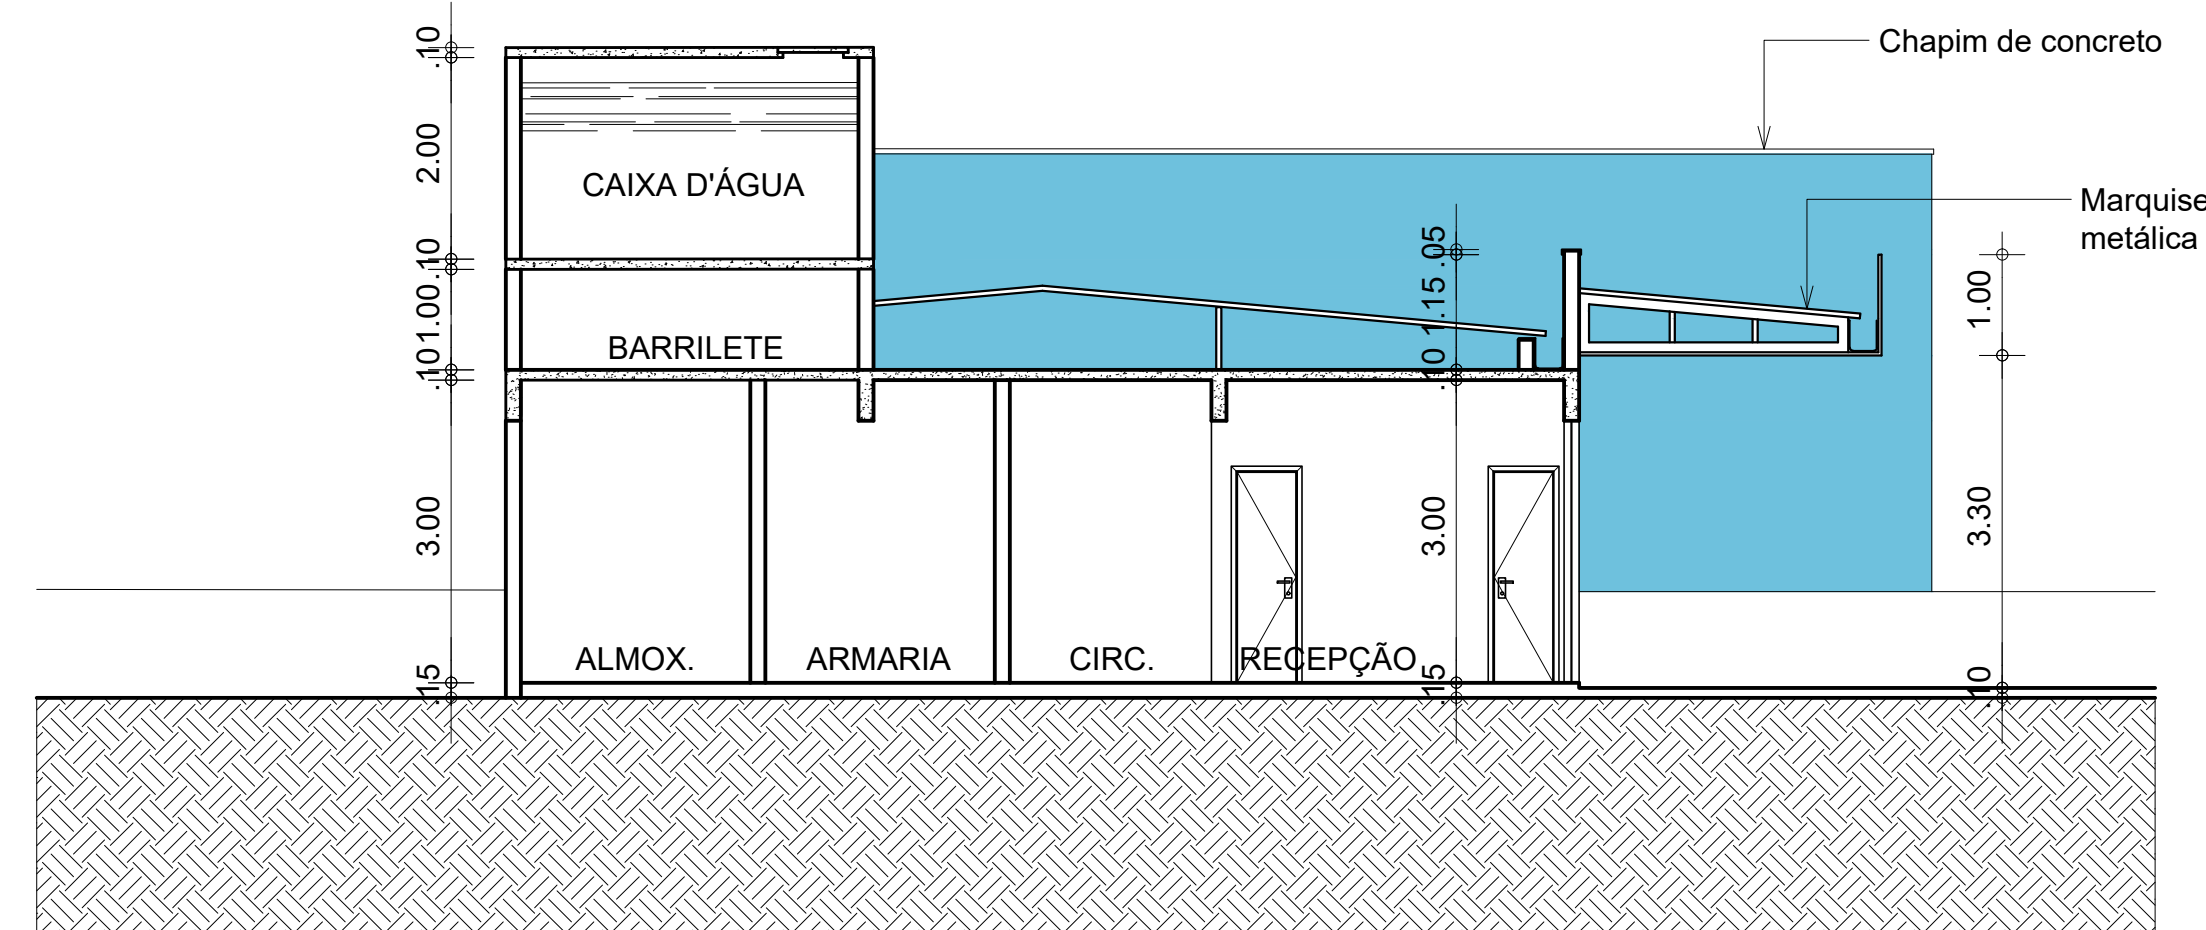 Chapim de concreto
Marquise
metálica
.10
2.00
CAIXA D'ÁGUA
.10
1.00
BARRILETE
.10
3.00
.15
.05
1.15
.10
3.00
.15
1.00
3.30
.10
ALMOX.
ARMARIA
CIRC.
RECEPÇÃO